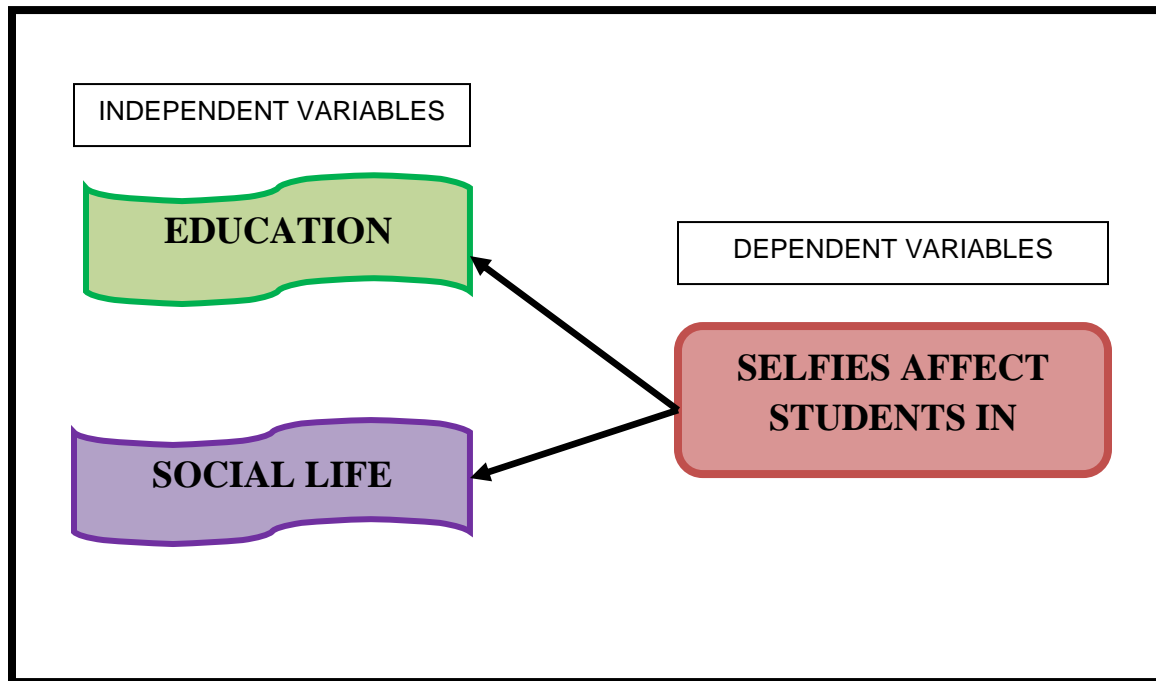 INDEPENDENT VARIABLES
EDUCATION
SOCIAL LIFE
DEPENDENT VARIABLES
SELFIES AFFECT
STUDENTS IN